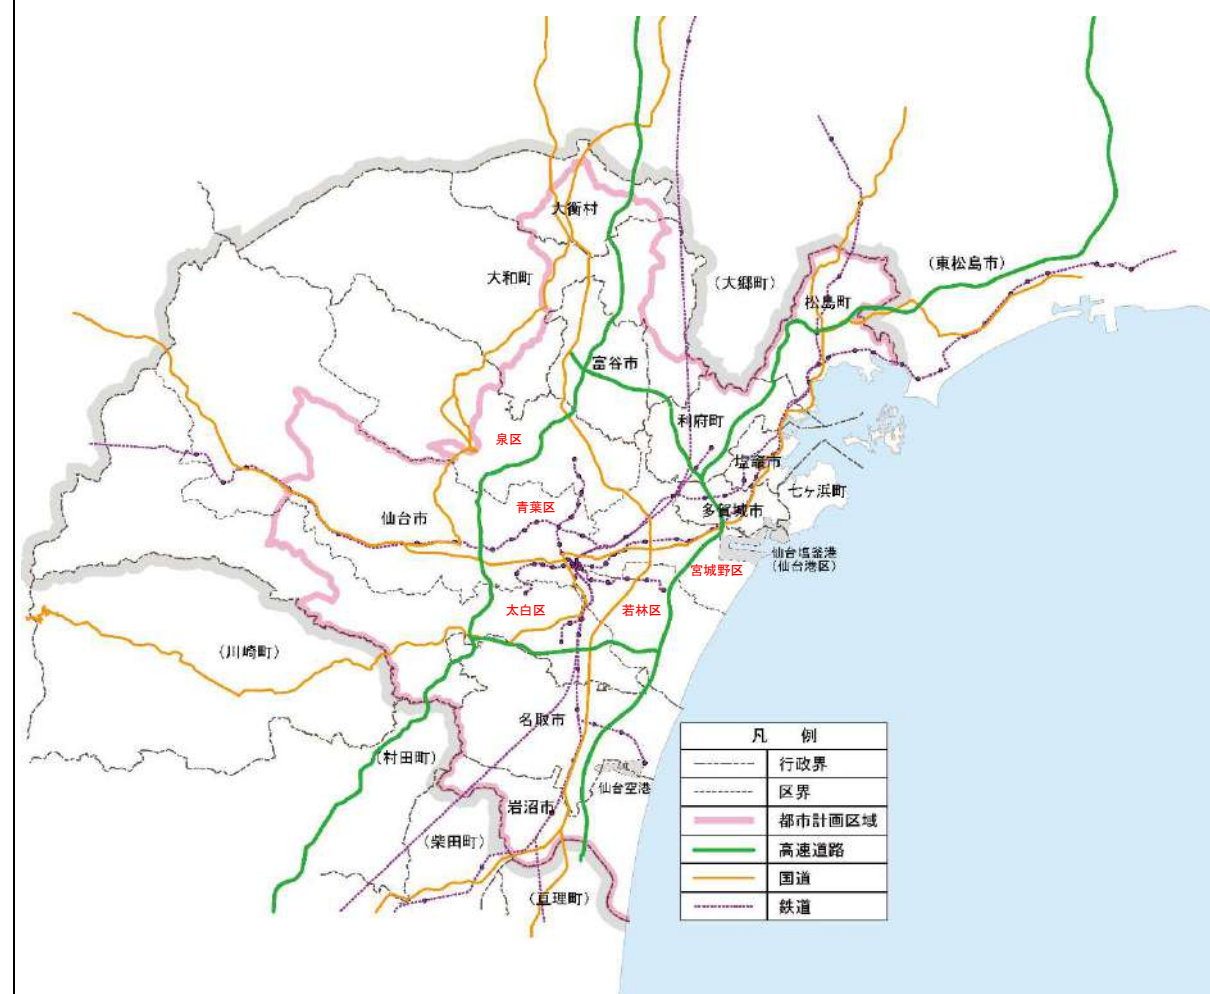 大衡村
(東松島市)
大和町
(大郷町)
松島町
富谷市
利府町
泉区
塩竈市
七ヶ浜町
青葉区
多賀城市
仙台市
仙台塩釜港
(仙台港区)
宮城野区
太白区
若林区
(川崎町)
名取市
(村田町)
仙台空港
岩沼市
(柴田町)
(亘理町)
凡 例
行政界
区界
都市計画区域
高速道路
国道
鉄道